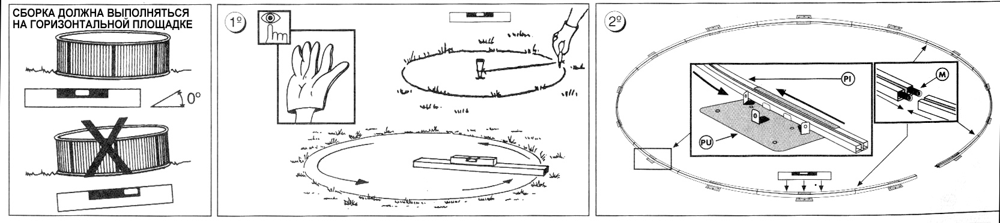 СБОРКА ДОЛЖНА ВЫПОЛНЯТЬСЯ
НА ГОРИЗОНТАЛЬНОЙ ПЛОЩАДКЕ
0º
1º
2º
PI
M
PU